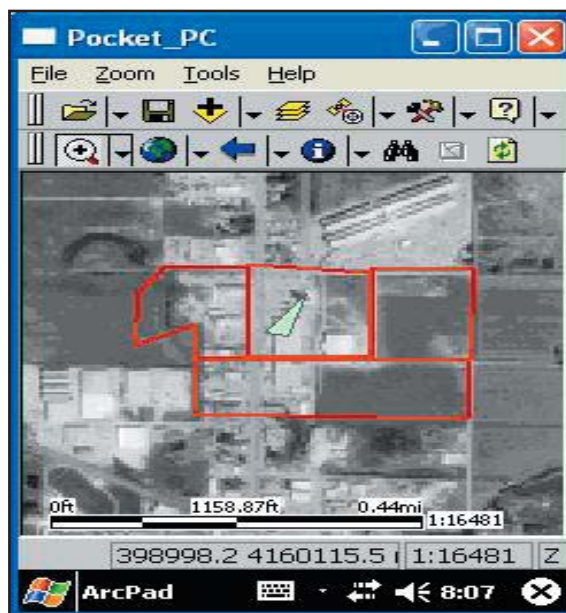 Pocket_PC
File Zoom Tools Help
0ft 1158.87ft 0.44mi
1:16481
398998.2 4160115.5 1:16481 Z
ArcPad 8:07